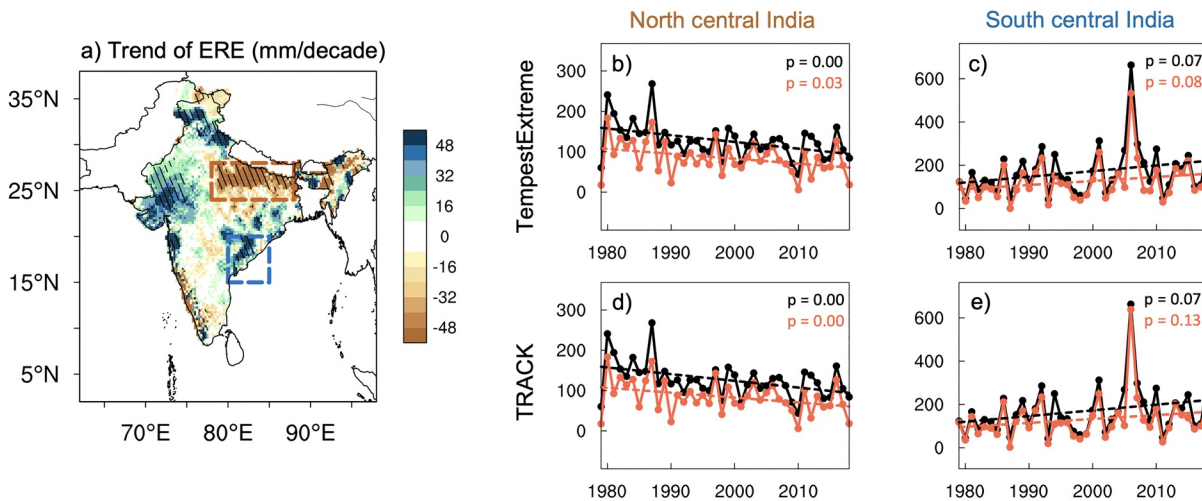 North central India
South central India
a) Trend of ERE (mm/decade)
35°N
25°N
15°N
5°N
70°E 80°E 90°E
48
32
16
0
-16
-32
-48
TempestExtreme
b)
p = 0.00
p = 0.03
300
200
100
0
1980 1990 2000 2010
c)
p = 0.07
p = 0.08
600
400
200
0
1980 1990 2000 2010
TRACK
d)
p = 0.00
p = 0.00
300
200
100
0
1980 1990 2000 2010
e)
p = 0.07
p = 0.13
600
400
200
0
1980 1990 2000 2010